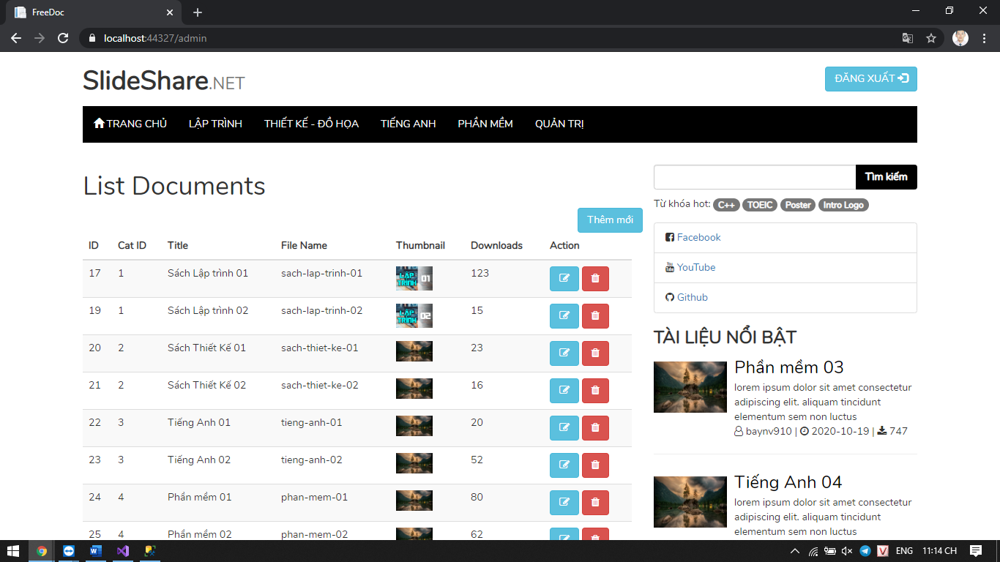 FreeDoc
localhost:44327/admin
SlideShare.NET
ĐĂNG XUẤT
TRANG CHỦ LẬP TRÌNH THIẾT KẾ - ĐỒ HỌA TIẾNG ANH PHẦN MỀM QUẢN TRỊ
List Documents
Thêm mới
ID Cat ID Title File Name Thumbnail Downloads Action
17 1 Sách Lập trình 01 sach-lap-trinh-01 LẬP TRÌNH 01 123
19 1 Sách Lập trình 02 sach-lap-trinh-02 LẬP TRÌNH 02 15
20 2 Sách Thiết Kế 01 sach-thiet-ke-01 23
21 2 Sách Thiết Kế 02 sach-thiet-ke-02 16
22 3 Tiếng Anh 01 tieng-anh-01 20
23 3 Tiếng Anh 02 tieng-anh-02 52
24 4 Phần mềm 01 phan-mem-01 80
25 4 Phần mềm 02 phan-mem-02 62
Tìm kiếm
Từ khóa hot: C++ TOEIC Poster Intro Logo
Facebook
YouTube
Github
TÀI LIỆU NỔI BẬT
Phần mềm 03
lorem ipsum dolor sit amet consectetur
adipiscing elit. aliquam tincidunt
elementum sem non luctus
baynv910 | 2020-10-19 | 747
Tiếng Anh 04
lorem ipsum dolor sit amet consectetur
adipiscing elit. aliquam tincidunt
elementum sem non luctus
ENG 11:14 CH